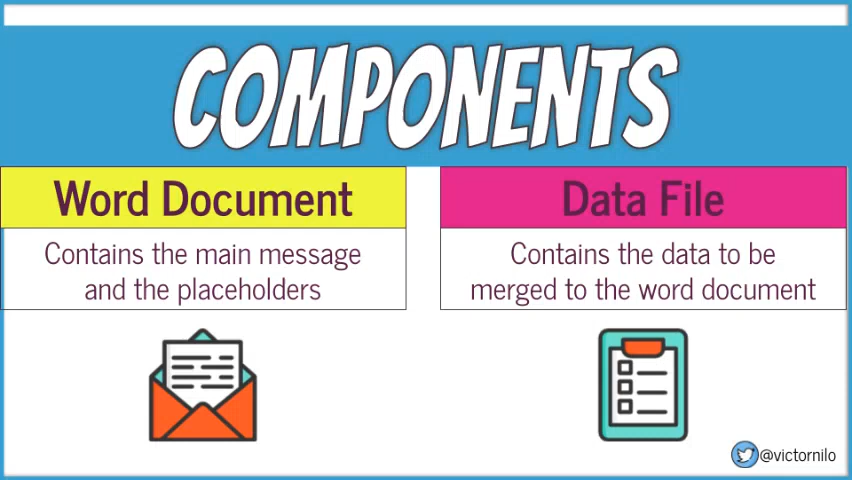 COMPONENTS
Word Document
Contains the main message
and the placeholders
Data File
Contains the data to be
merged to the word document
@victornilo